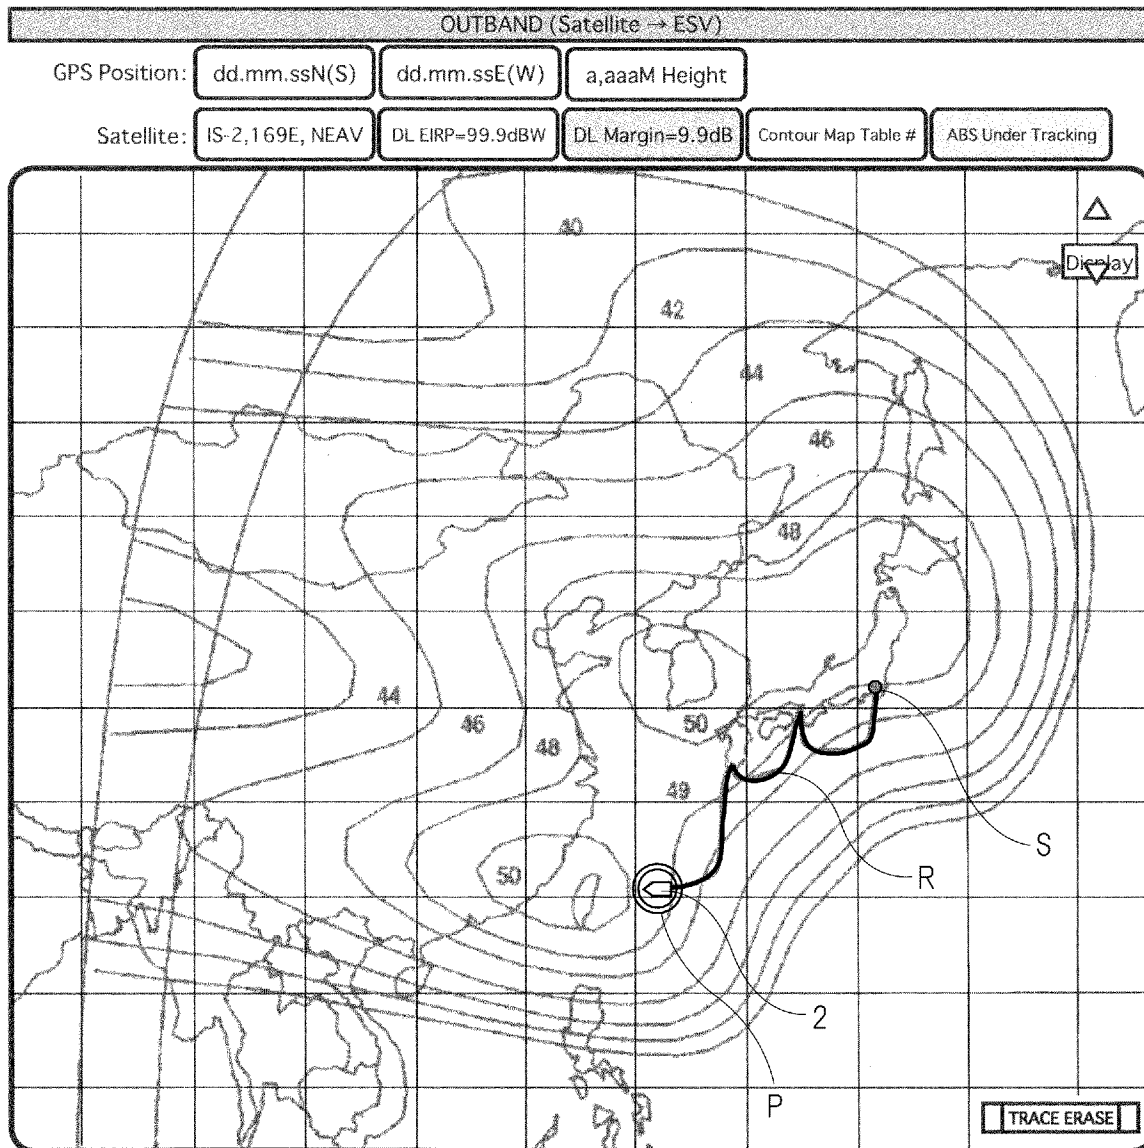 OUTBAND (Satellite → ESV)
GPS Position: dd.mm.ssN(S) dd.mm.ssE(W) a,aaaM Height
Satellite: IS-2,169E, NEAV DL EIRP=99.9dBW DL Margin=9.9dB Contour Map Table # ABS Under Tracking
40
Display
42
44
46
48
44
46
50
48
49
S
50
R
2
P
TRACE ERASE